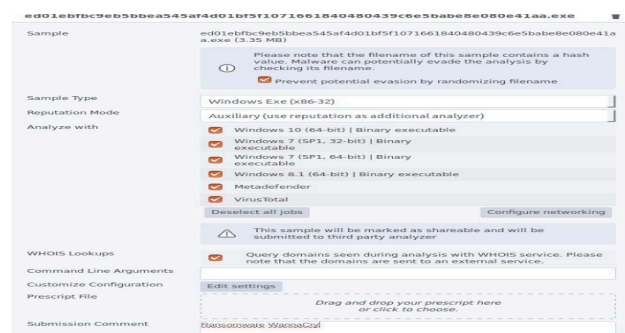 ed01ebfbc9eb5bbea545af4d01bf5f1071661840480439c6e5babe8e080e41aa.exe
Sample
ed01ebfbc9eb5bbea545af4d01bf5f1071661840480439c6e5babe8e080e41a
a.exe (3.35 MB)
Please note that the filename of this sample contains a hash
value. Malware can potentially evade the analysis by
checking its filename.
Prevent potential evasion by randomizing filename
Sample Type
Windows Exe (x86-32)
Reputation Mode
Auxiliary (use reputation as additional analyzer)
Analyze with
Windows 10 (64-bit) | Binary executable
Windows 7 (SP1, 32-bit) | Binary
executable
Windows 7 (SP1, 64-bit) | Binary
executable
Windows 8.1 (64-bit) | Binary executable
Metadefender
VirusTotal
Deselect all jobs
Configure networking
This sample will be marked as shareable and will be
submitted to third party analyzer
WHOIS Lookups
Query domains seen during analysis with WHOIS service. Please
note that the domains are sent to an external service.
Command Line Arguments
Customize Configuration
Edit settings
Prescript File
Drag and drop your prescript here
or click to choose.
Submission Comment
Ransomware WannaCry